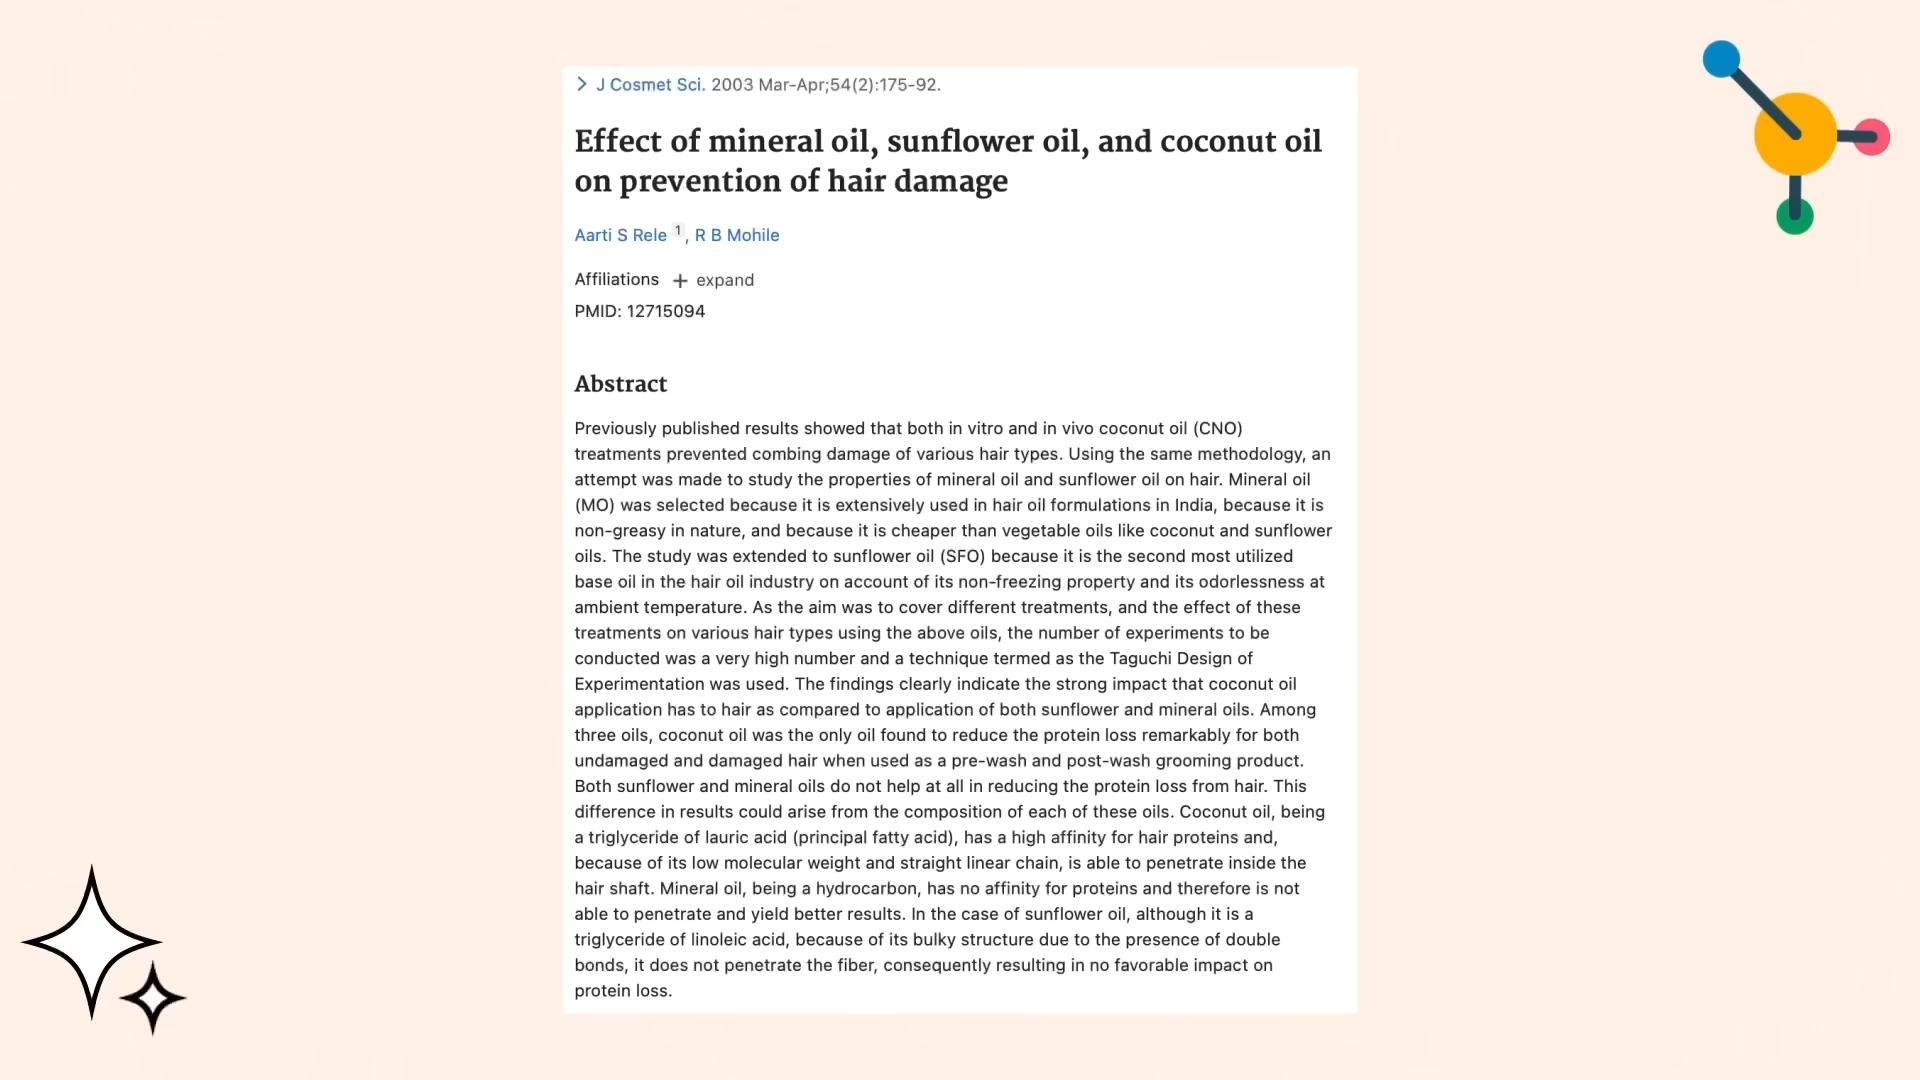 > J Cosmet Sci. 2003 Mar-Apr;54(2):175-92.
Effect of mineral oil, sunflower oil, and coconut oil
on prevention of hair damage
Aarti S Rele 1, R B Mohile
Affiliations + expand
PMID: 12715094
Abstract
Previously published results showed that both in vitro and in vivo coconut oil (CNO)
treatments prevented combing damage of various hair types. Using the same methodology, an
attempt was made to study the properties of mineral oil and sunflower oil on hair. Mineral oil
(MO) was selected because it is extensively used in hair oil formulations in India, because it is
non-greasy in nature, and because it is cheaper than vegetable oils like coconut and sunflower
oils. The study was extended to sunflower oil (SFO) because it is the second most utilized
base oil in the hair oil industry on account of its non-freezing property and its odorlessness at
ambient temperature. As the aim was to cover different treatments, and the effect of these
treatments on various hair types using the above oils, the number of experiments to be
conducted was a very high number and a technique termed as the Taguchi Design of
Experimentation was used. The findings clearly indicate the strong impact that coconut oil
application has to hair as compared to application of both sunflower and mineral oils. Among
three oils, coconut oil was the only oil found to reduce the protein loss remarkably for both
undamaged and damaged hair when used as a pre-wash and post-wash grooming product.
Both sunflower and mineral oils do not help at all in reducing the protein loss from hair. This
difference in results could arise from the composition of each of these oils. Coconut oil, being
a triglyceride of lauric acid (principal fatty acid), has a high affinity for hair proteins and,
because of its low molecular weight and straight linear chain, is able to penetrate inside the
hair shaft. Mineral oil, being a hydrocarbon, has no affinity for proteins and therefore is not
able to penetrate and yield better results. In the case of sunflower oil, although it is a
triglyceride of linoleic acid, because of its bulky structure due to the presence of double
bonds, it does not penetrate the fiber, consequently resulting in no favorable impact on
protein loss.